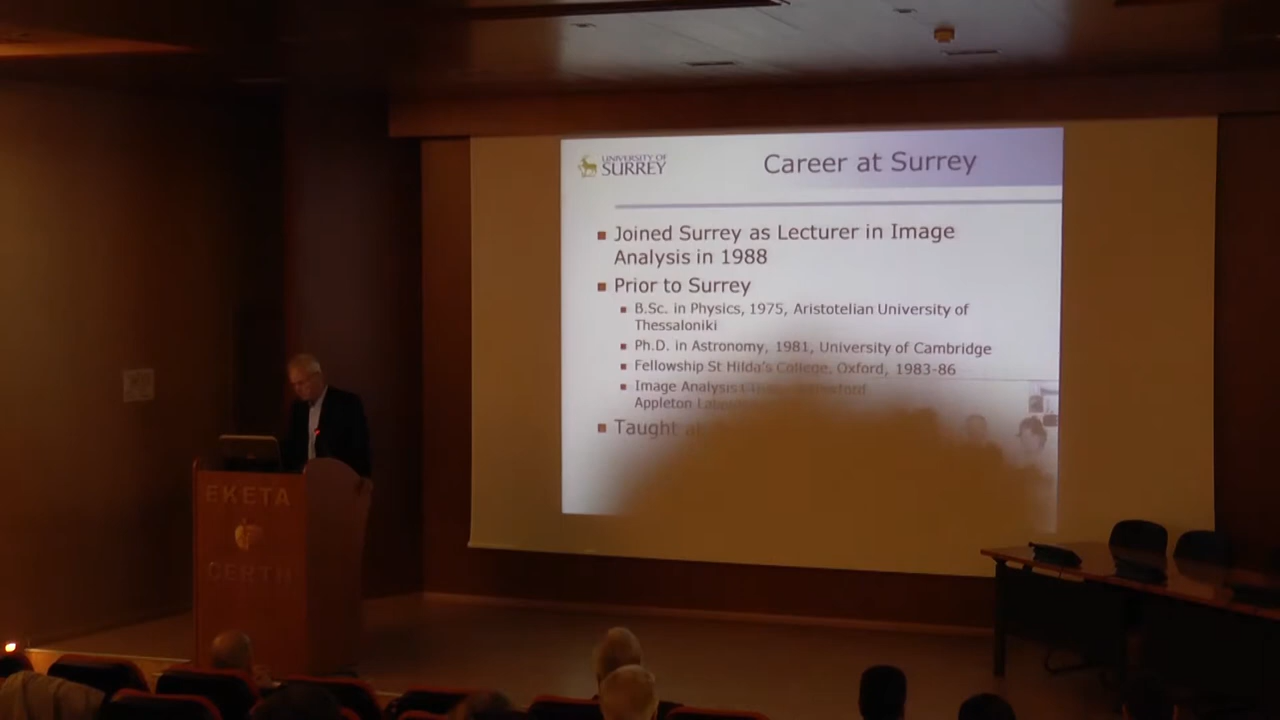 UNIVERSITY OF
SURREY
Career at Surrey
Joined Surrey as Lecturer in Image
Analysis in 1988
Prior to Surrey
B.Sc. in Physics, 1975, Aristotelian University of
Thessaloniki
Ph.D. in Astronomy, 1981, University of Cambridge
Fellowship St Hilda's College, Oxford, 1983-86
Image Analysis
Appleton
Taught
EKETA
CERTH